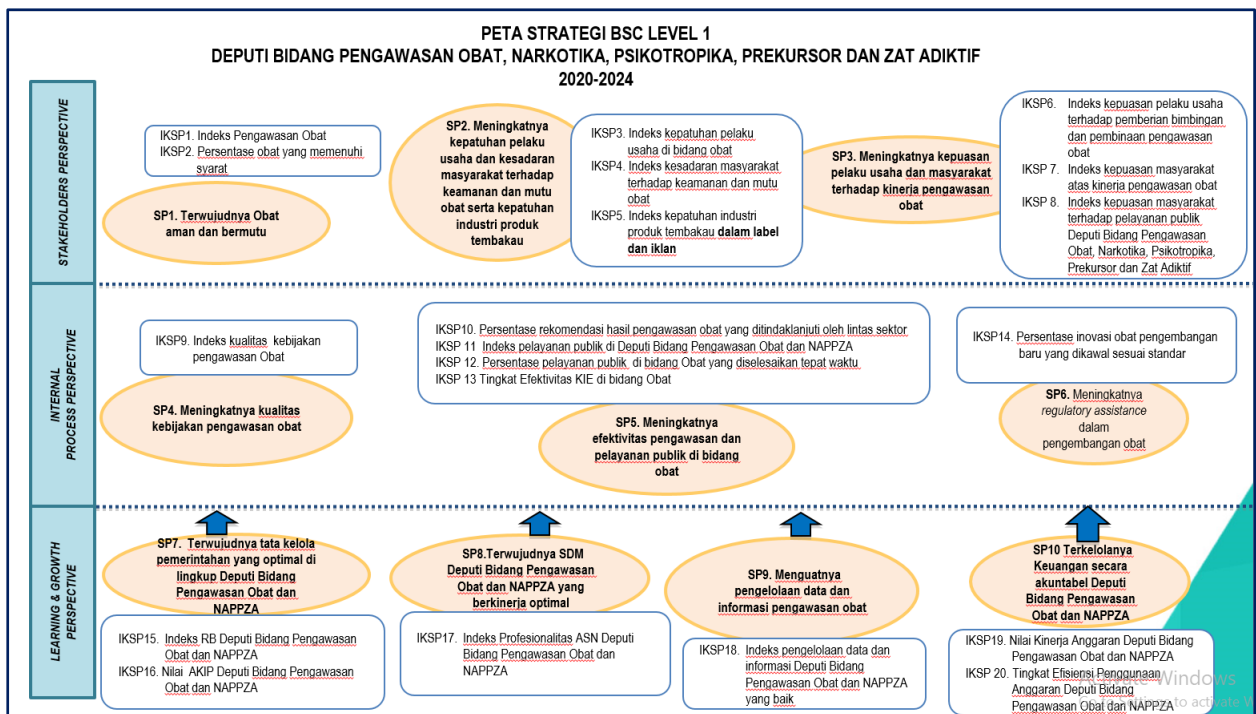 PETA STRATEGI BSC LEVEL 1
DEPUTI BIDANG PENGAWASAN OBAT, NARKOTIKA, PSIKOTROPIKA, PREKURSOR DAN ZAT ADIKTIF
2020-2024
STAKEHOLDERS PERSPECTIVE
IKSP1. Indeks Pengawasan Obat
IKSP2. Persentase obat yang memenuhi
syarat
SP1. Terwujudnya Obat
aman dan bermutu
SP2. Meningkatnya
kepatuhan pelaku
usaha dan kesadaran
masyarakat terhadap
keamanan dan mutu
obat serta kepatuhan
industri produk
tembakau
IKSP3. Indeks kepatuhan pelaku
usaha di bidang obat
IKSP4. Indeks kesadaran masyarakat
terhadap keamanan dan mutu
obat
IKSP5. Indeks kepatuhan industri
produk tembakau dalam label
dan iklan
SP3. Meningkatnya kepuasan
pelaku usaha dan masyarakat
terhadap kinerja pengawasan
obat
IKSP6. Indeks kepuasan pelaku usaha
terhadap pemberian bimbingan
dan pembinaan pengawasan
obat
IKSP 7. Indeks kepuasan masyarakat
atas kinerja pengawasan obat
IKSP 8. Indeks kepuasan masyarakat
terhadap pelayanan publik
Deputi Bidang Pengawasan
Obat, Narkotika, Psikotropika,
Prekursor dan Zat Adiktif
INTERNAL
PROCESS PERSPECTIVE
IKSP9. Indeks kualitas kebijakan
pengawasan Obat
SP4. Meningkatnya kualitas
kebijakan pengawasan obat
IKSP10. Persentase rekomendasi hasil pengawasan obat yang ditindaklanjuti oleh lintas sektor
IKSP 11 Indeks pelayanan publik di Deputi Bidang Pengawasan Obat dan NAPPZA
IKSP 12. Persentase pelayanan publik di bidang Obat yang diselesaikan tepat waktu
IKSP 13 Tingkat Efektivitas KIE di bidang Obat
SP5. Meningkatnya
efektivitas pengawasan dan
pelayanan publik di bidang
obat
IKSP14. Persentase inovasi obat pengembangan
baru yang dikawal sesuai standar
SP6. Meningkatnya
regulatory assistance
dalam
pengembangan obat
LEARNING & GROWTH
PERSPECTIVE
SP7. Terwujudnya tata kelola
pemerintahan yang optimal di
lingkup Deputi Bidang
Pengawasan Obat dan
NAPPZA
IKSP15. Indeks RB Deputi Bidang Pengawasan
Obat dan NAPPZA
IKSP16. Nilai AKIP Deputi Bidang Pengawasan
Obat dan NAPPZA
SP8.Terwujudnya SDM
Deputi Bidang Pengawasan
Obat dan NAPPZA yang
berkinerja optimal
IKSP17. Indeks Profesionalitas ASN Deputi
Bidang Pengawasan Obat dan
NAPPZA
SP9. Menguatnya
pengelolaan data dan
informasi pengawasan obat
IKSP18. Indeks pengelolaan data dan
informasi Deputi Bidang
Pengawasan Obat dan NAPPZA
yang baik
SP10 Terkelolanya
Keuangan secara
akuntabel Deputi
Bidang Pengawasan
Obat dan NAPPZA
IKSP19. Nilai Kinerja Anggaran Deputi Bidang
Pengawasan Obat dan NAPPZA
IKSP 20. Tingkat Efisiensi Penggunaan
Anggaran Deputi Bidang
Pengawasan Obat dan NAPPZA
Windows
to activate